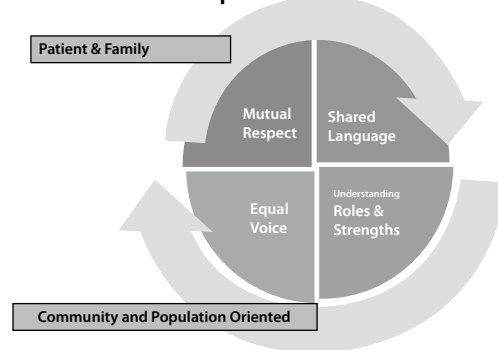 Patient & Family
Mutual
Respect
Shared
Language
Equal
Voice
Understanding
Roles &
Strengths
Community and Population Oriented